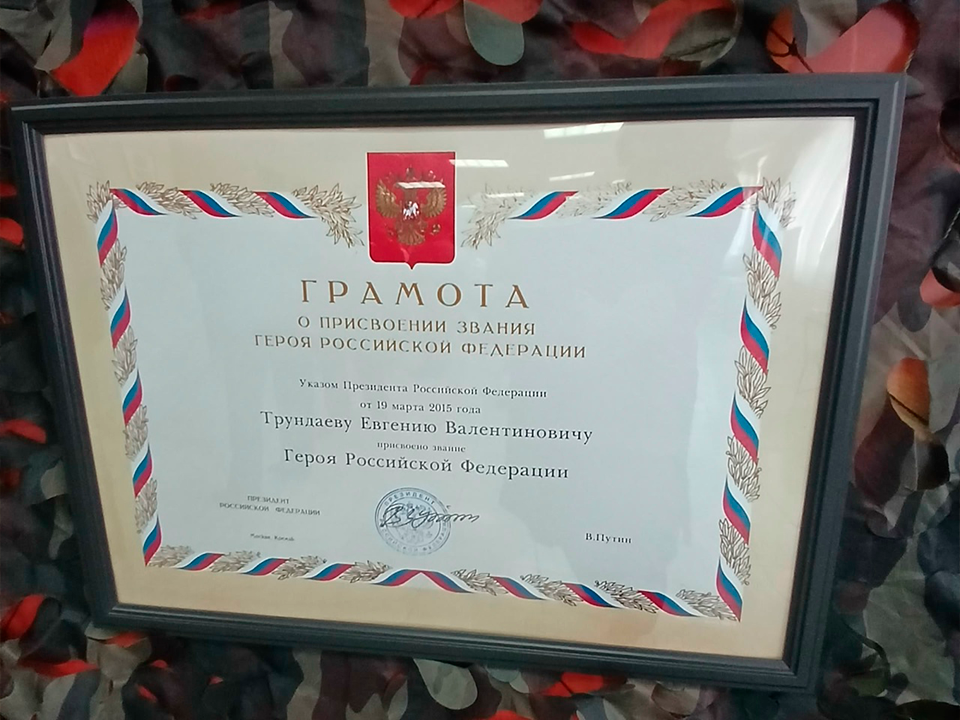 ГРАМОТА
О ПРИСВОЕНИИ ЗВАНИЯ
ГЕРОЯ РОССИЙСКОЙ ФЕДЕРАЦИИ
Указом Президента Российской Федерации
от 19 марта 2015 года
Трундаеву Евгению Валентиновичу
присвоено звание
Героя Российской Федерации
ПРЕЗИДЕНТ
РОССИЙСКОЙ ФЕДЕРАЦИИ
ПРЕЗИДЕНТ
Москва, Кремль
В.Путин